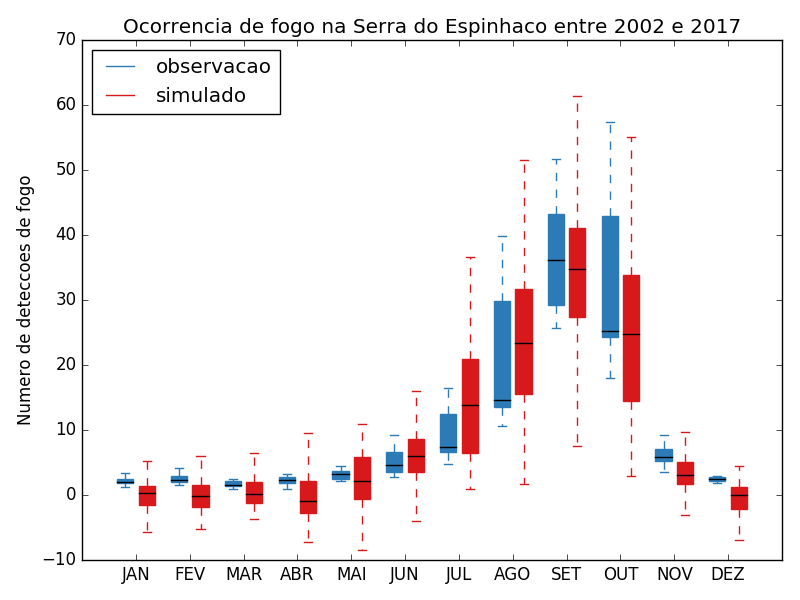 Ocorrencia de fogo na Serra do Espinhaco entre 2002 e 2017
70
60
50
40
30
20
10
0
−10
Numero de deteccoes de fogo
observacao
simulado
JAN FEV MAR ABR MAI JUN JUL AGO SET OUT NOV DEZ